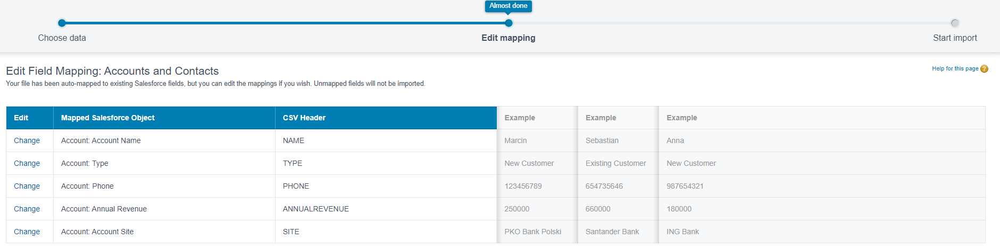 Almost done
Choose data Edit mapping Start import
Edit Field Mapping: Accounts and Contacts
Help for this page ?
Your file has been auto-mapped to existing Salesforce fields, but you can edit the mappings if you wish. Unmapped fields will not be imported.
Edit Mapped Salesforce Object CSV Header Example Example Example
Change Account: Account Name NAME Marcin Sebastian Anna
Change Account: Type TYPE New Customer Existing Customer New Customer
Change Account: Phone PHONE 123456789 654735646 987654321
Change Account: Annual Revenue ANNUALREVENUE 250000 660000 180000
Change Account: Account Site SITE PKO Bank Polski Santander Bank ING Bank